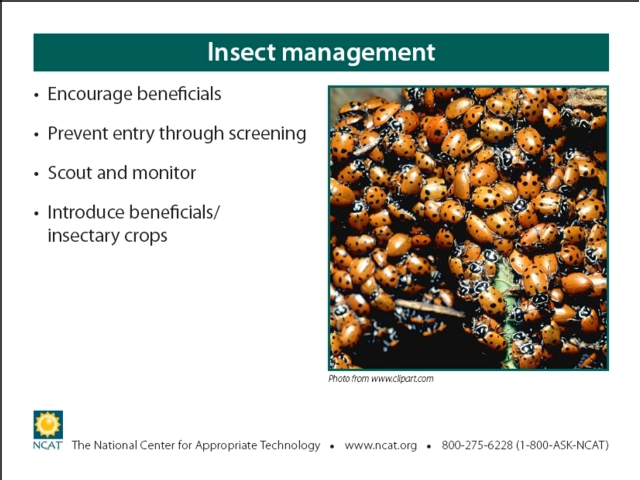 Insect management
• Encourage beneficials
• Prevent entry through screening
• Scout and monitor
• Introduce beneficials/
insectary crops
Photo from www.clipart.com
NCAT
The National Center for Appropriate Technology • www.ncat.org • 800-275-6228 (1-800-ASK-NCAT)